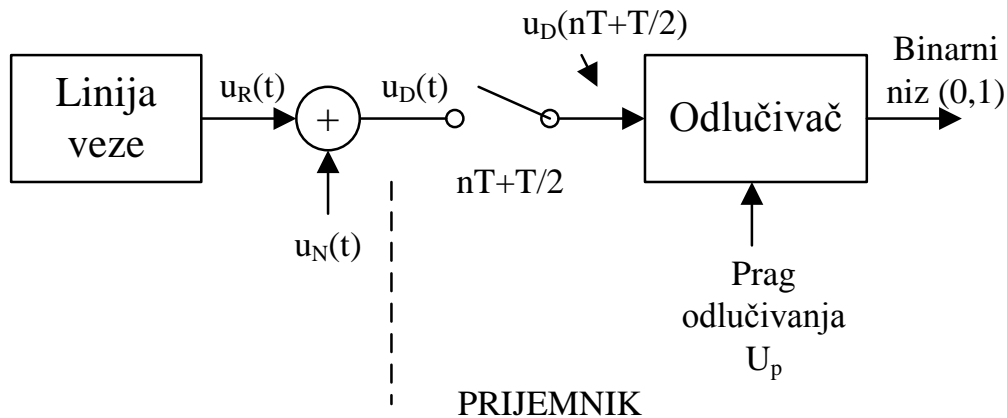 u_D(nT+T/2)
Linija
veze
u_R(t)
+
u_D(t)
Odlučivač
Binarni
niz (0,1)
nT+T/2
u_N(t)
Prag
odlučivanja
U_p
PRIJEMNIK